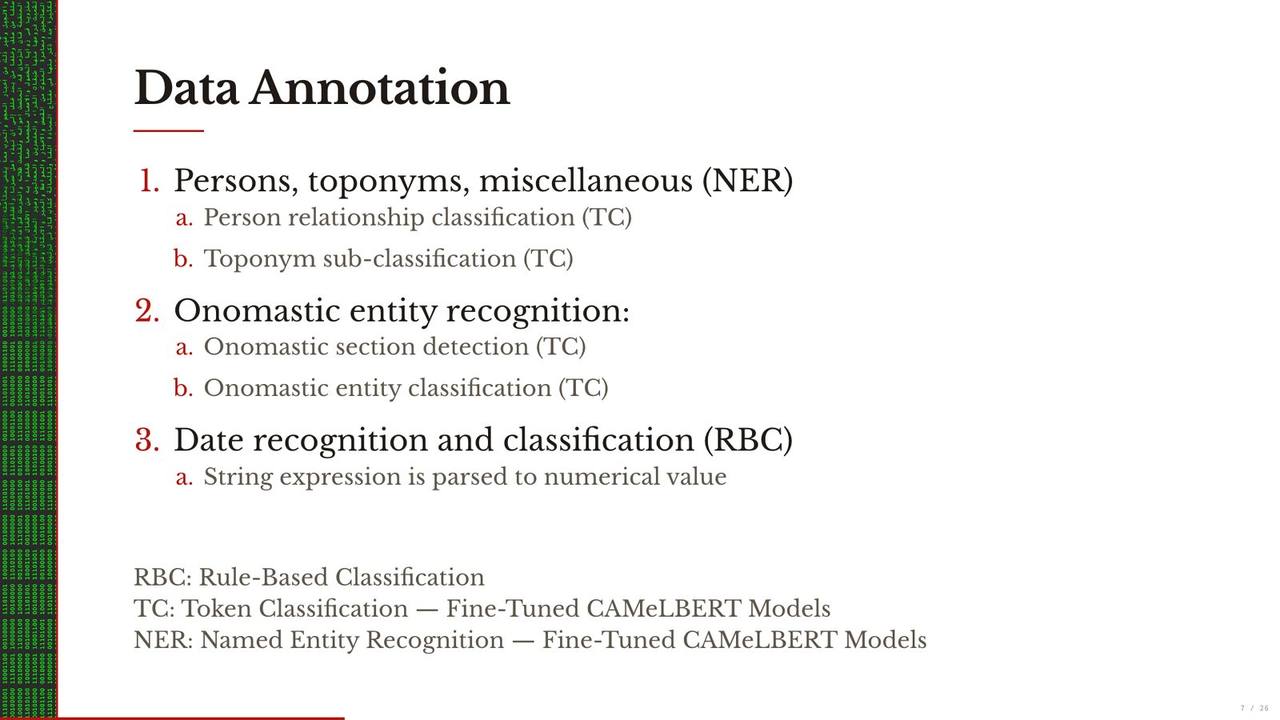 Data Annotation
1. Persons, toponyms, miscellaneous (NER)
a. Person relationship classification (TC)
b. Toponym sub-classification (TC)
2. Onomastic entity recognition:
a. Onomastic section detection (TC)
b. Onomastic entity classification (TC)
3. Date recognition and classification (RBC)
a. String expression is parsed to numerical value
RBC: Rule-Based Classification
TC: Token Classification — Fine-Tuned CAMeLBERT Models
NER: Named Entity Recognition — Fine-Tuned CAMeLBERT Models
7 / 26